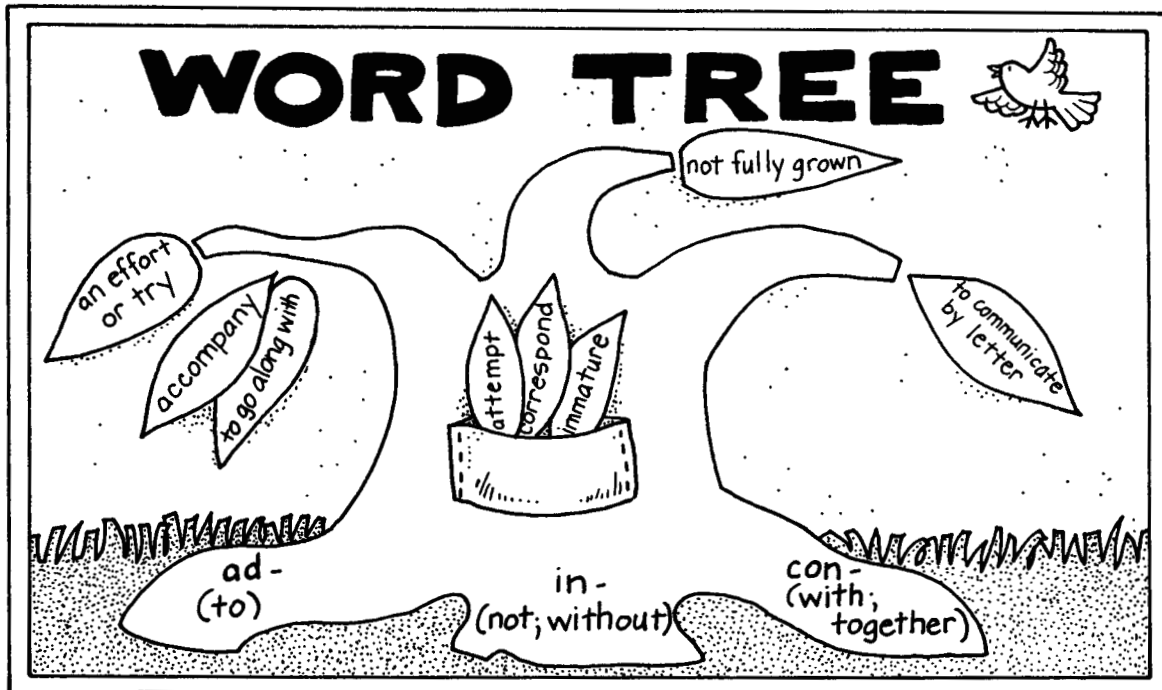 WORD TREE
not fully grown
an effort
or try
accompany
to go along with
attempt
correspond
immature
to communicate
by letter
ad-
(to)
in-
(not; without)
con-
(with;
together)